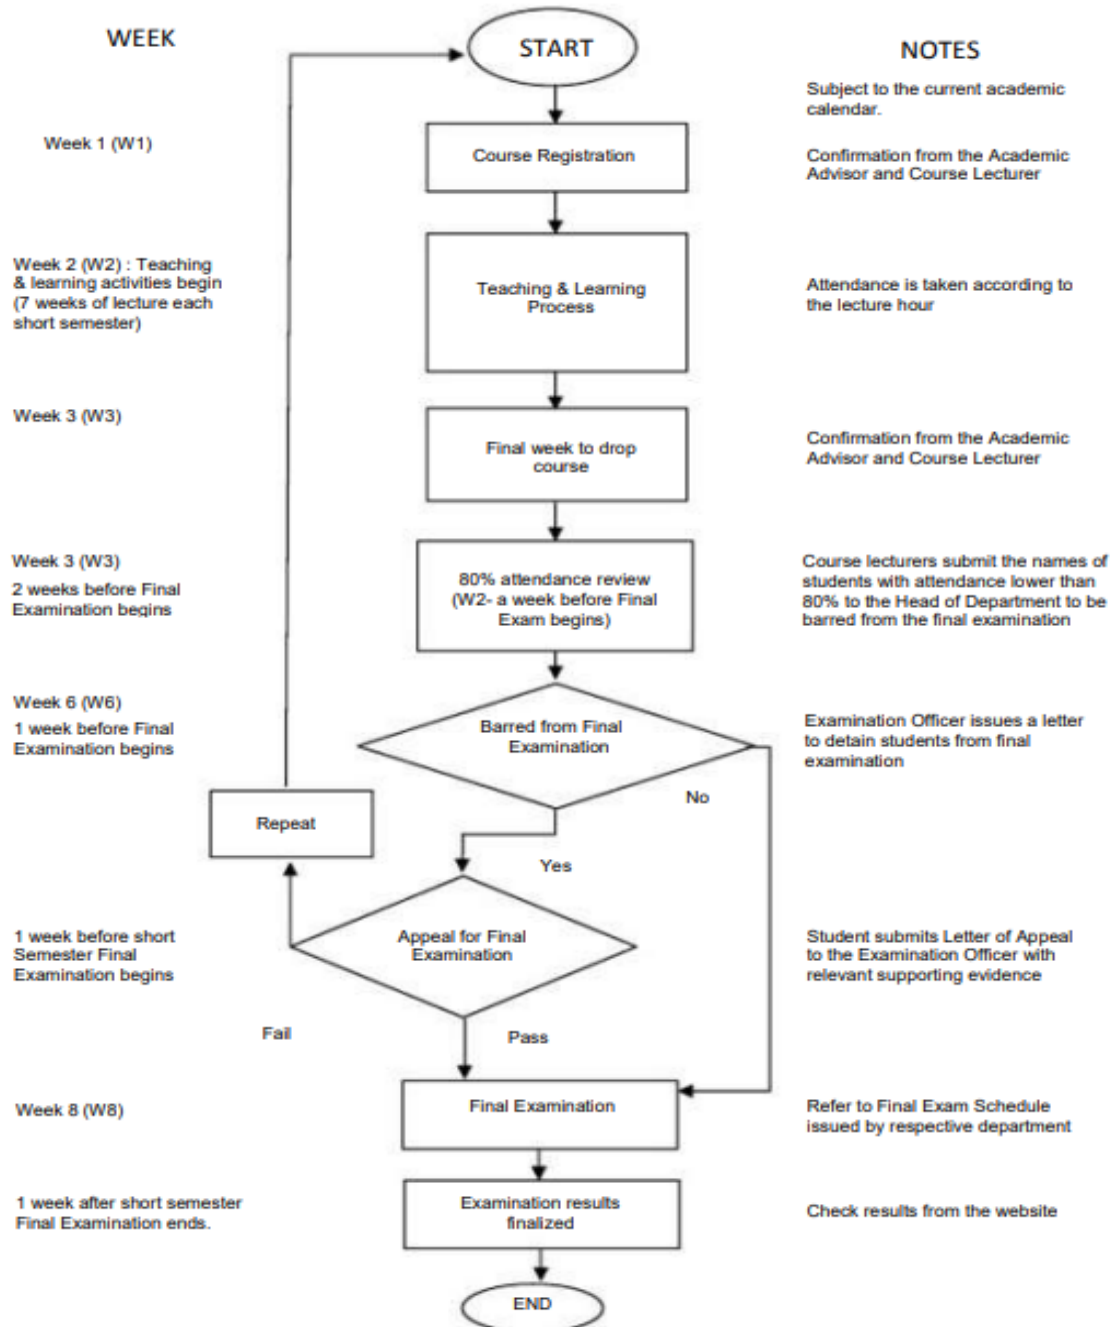 WEEK
START
NOTES
Subject to the current academic
calendar.
Week 1 (W1)
Course Registration
Confirmation from the Academic
Advisor and Course Lecturer
Week 2 (W2) : Teaching
& learning activities begin
(7 weeks of lecture each
short semester)
Teaching & Learning
Process
Attendance is taken according to
the lecture hour
Week 3 (W3)
Final week to drop
course
Confirmation from the Academic
Advisor and Course Lecturer
Week 3 (W3)
2 weeks before Final
Examination begins
80% attendance review
(W2- a week before Final
Exam begins)
Course lecturers submit the names of
students with attendance lower than
80% to the Head of Department to be
barred from the final examination
Week 6 (W6)
1 week before Final
Examination begins
Barred from Final
Examination
Examination Officer issues a letter
to detain students from final
examination
No
Repeat
Yes
1 week before short
Semester Final
Examination begins
Appeal for Final
Examination
Student submits Letter of Appeal
to the Examination Officer with
relevant supporting evidence
Fail
Pass
Week 8 (W8)
Final Examination
Refer to Final Exam Schedule
issued by respective department
1 week after short semester
Final Examination ends.
Examination results
finalized
Check results from the website
END